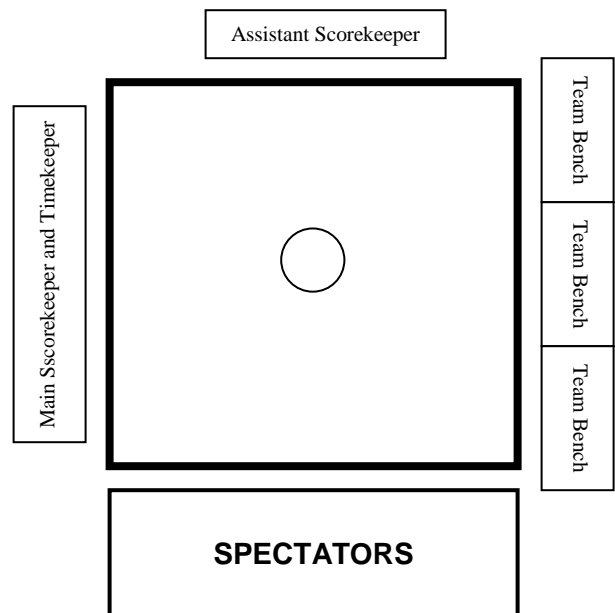 Assistant Scorekeeper
Main Sscorekeeper and Timekeeper
Team Bench
Team Bench
Team Bench
SPECTATORS